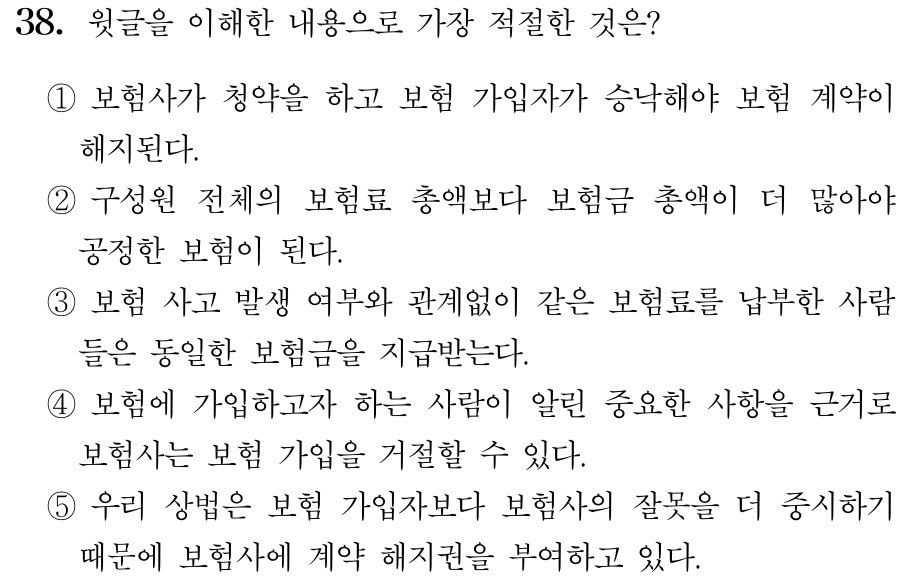 38. 윗글을 이해한 내용으로 가장 적절한 것은?
① 보험사가 청약을 하고 보험 가입자가 승낙해야 보험 계약이
해지된다.
② 구성원 전체의 보험료 총액보다 보험금 총액이 더 많아야
공정한 보험이 된다.
③ 보험 사고 발생 여부와 관계없이 같은 보험료를 납부한 사람
들은 동일한 보험금을 지급받는다.
④ 보험에 가입하고자 하는 사람이 알린 중요한 사항을 근거로
보험사는 보험 가입을 거절할 수 있다.
⑤ 우리 상법은 보험 가입자보다 보험사의 잘못을 더 중시하기
때문에 보험사에 계약 해지권을 부여하고 있다.